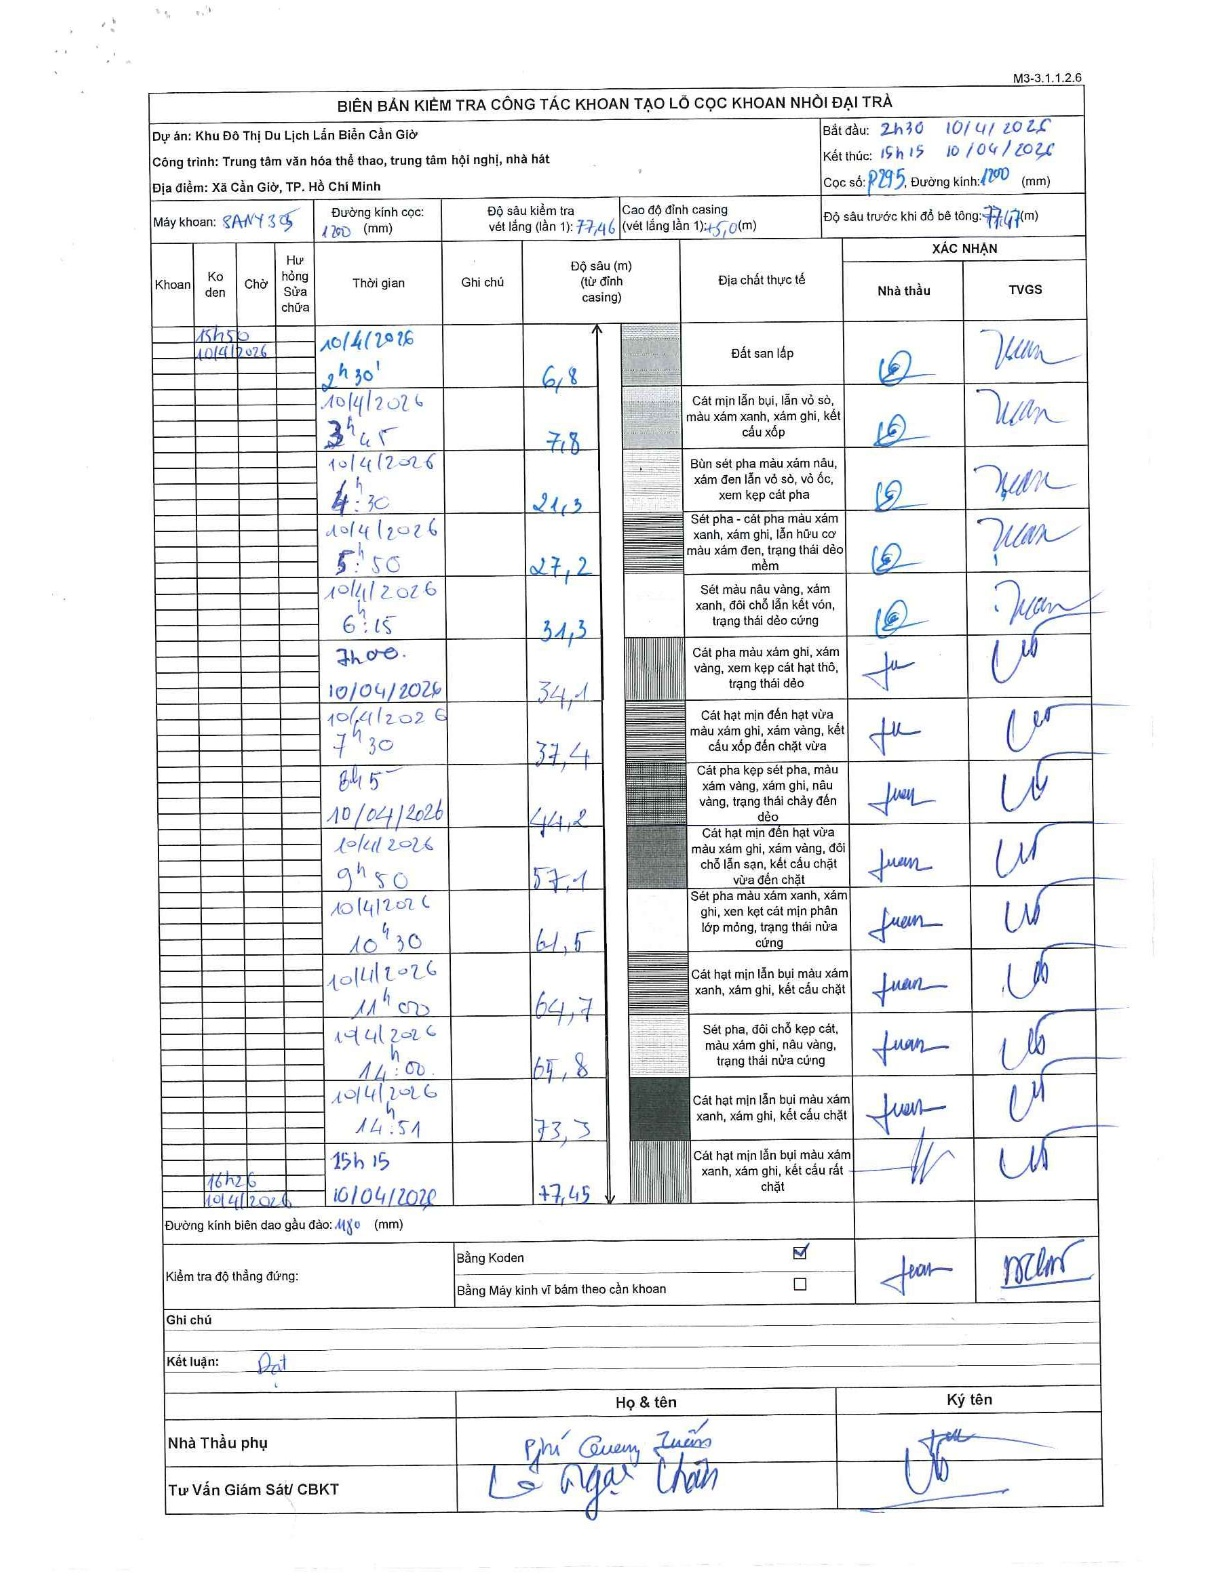 M3-3.1.1.2.6
BIÊN BẢN KIỂM TRA CÔNG TÁC KHOAN TẠO LỖ CỌC KHOAN NHỒI ĐẠI TRÀ
Dự án: Khu Đô Thị Du Lịch Lấn Biển Cần Giờ
Công trình: Trung tâm văn hóa thể thao, trung tâm hội nghị, nhà hát
Địa điểm: Xã Cần Giờ, TP. Hồ Chí Minh
Bắt đầu: 2h30 10/4/2026
Kết thúc: 15h15 10/04/2026
Cọc số: P295, Đường kính: 1200 (mm)
Máy khoan: SANY 355
Đường kính cọc: 1200 (mm)
Độ sâu kiểm tra vét lắng (lần 1): 77,46
Cao độ đỉnh casing (vét lắng lần 1): +5,0 (m)
Độ sâu trước khi đổ bê tông: 77,47 (m)
Khoan
Ko den
Chờ
Hư hỏng Sửa chữa
Thời gian
Ghi chú
Độ sâu (m) (từ đỉnh casing)
Địa chất thực tế
XÁC NHẬN
Nhà thầu
TVGS
15h50
10/4/2026
10/4/2026
2h30'
6,8
Đất san lấp
10/4/2026
3h45
7,8
Cát mịn lẫn bụi, lẫn vỏ sò,
màu xám xanh, xám ghi, kết
cấu xốp
10/4/2026
4h30
21,3
Bùn sét pha màu xám nâu,
xám đen lẫn vỏ sò, vỏ ốc,
xem kẹp cát pha
10/4/2026
5h50
27,2
Sét pha - cát pha màu xám
xanh, xám ghi, lẫn hữu cơ
màu xám đen, trạng thái dẻo
mềm
10/4/2026
6h15
31,3
Sét màu nâu vàng, xám
xanh, đôi chỗ lẫn kết vón,
trạng thái dẻo cứng
7h00.
10/04/2026
34,1
Cát pha màu xám ghi, xám
vàng, xem kẹp cát hạt thô,
trạng thái dẻo
10/4/2026
7h30
37,4
Cát hạt mịn đến hạt vừa
màu xám ghi, xám vàng, kết
cấu xốp đến chặt vừa
8h5
10/04/2026
44,2
Cát pha kẹp sét pha, màu
xám vàng, xám ghi, nâu
vàng, trạng thái chảy đến
dẻo
10/4/2026
9h50
57,1
Cát hạt mịn đến hạt vừa
màu xám ghi, xám vàng, đôi
chỗ lẫn sạn, kết cấu chặt
vừa đến chặt
10/4/2026
10h30
61,5
Sét pha màu xám xanh, xám
ghi, xen kẹt cát mịn phân
lớp mỏng, trạng thái nửa
cứng
10/4/2026
11h00
64,7
Cát hạt mịn lẫn bụi màu xám
xanh, xám ghi, kết cấu chặt
10/4/2026
14h00.
65,8
Sét pha, đôi chỗ kẹp cát,
màu xám ghi, nâu vàng,
trạng thái nửa cứng
10/4/2026
14h51
73,3
Cát hạt mịn lẫn bụi màu xám
xanh, xám ghi, kết cấu chặt
16h26
10/4/2026
15h15
10/04/2026
77,45
Cát hạt mịn lẫn bụi màu xám
xanh, xám ghi, kết cấu rất
chặt
Đường kính biên dao gầu đào: 1180 (mm)
Kiểm tra độ thẳng đứng:
Bằng Koden
Bằng Máy kinh vĩ bám theo cần khoan
Ghi chú
Kết luận: Đạt
Họ & tên
Ký tên
Nhà Thầu phụ
Phí Quang Tuấn
Tư Vấn Giám Sát/ CBKT
Lê Ngọc Chấn